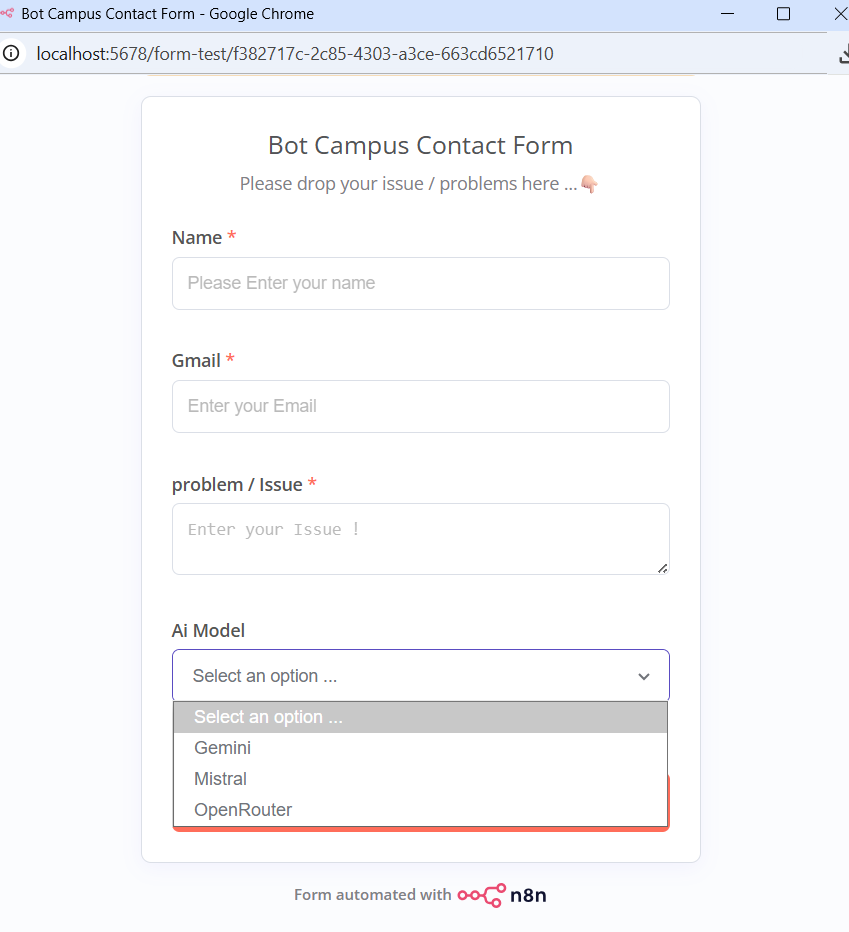 Bot Campus Contact Form - Google Chrome
localhost:5678/form-test/f382717c-2c85-4303-a3ce-663cd6521710
Bot Campus Contact Form
Please drop your issue / problems here ...👇🏻
Name *
Please Enter your name
Gmail *
Enter your Email
problem / Issue *
Enter your Issue !
Ai Model
Select an option ...
Select an option ...
Gemini
Mistral
OpenRouter
Form automated with n8n